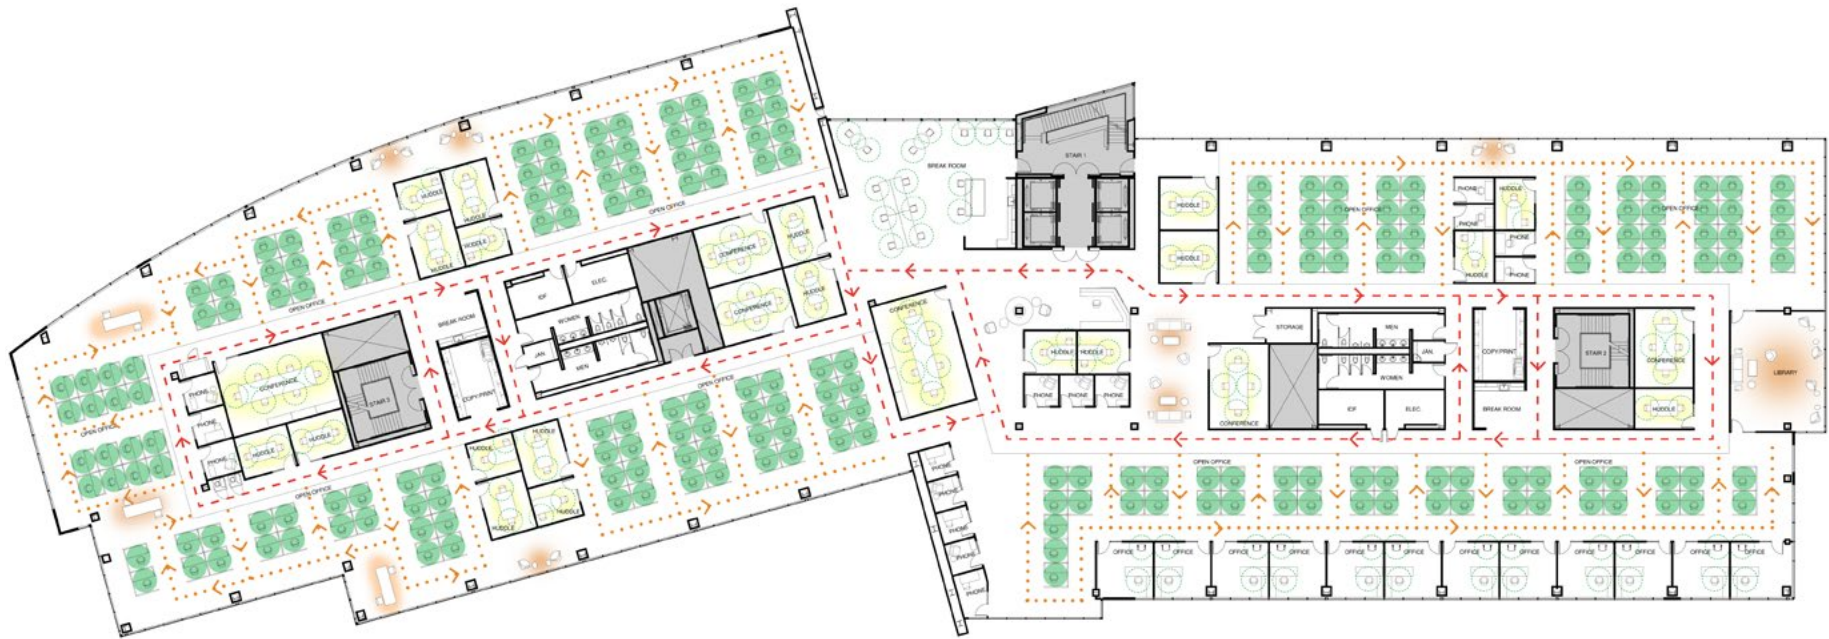 BREAK ROOM
STAIR 1
HUDDLE
HUDDLE
HUDDLE
HUDDLE
OPEN OFFICE
HUDDLE
HUDDLE
OPEN OFFICE
PHONE
HUDDLE
PHONE
PHONE
HUDDLE
PHONE
OPEN OFFICE
CONFERENCE
HUDDLE
HUDDLE
CONFERENCE
IDF
ELEC.
WOMEN
JAN.
MEN
OPEN OFFICE
BREAK ROOM
COPY/PRINT
CONFERENCE
STAIR 3
PHONE
PHONE
PHONE
HUDDLE
HUDDLE
OPEN OFFICE
OPEN OFFICE
OPEN OFFICE
HUDDLE
HUDDLE
HUDDLE
HUDDLE
CONFERENCE
HUDDLE
HUDDLE
PHONE
PHONE
PHONE
STORAGE
MEN
JAN.
WOMEN
IDF
ELEC.
CONFERENCE
COPY/PRINT
BREAK ROOM
STAIR 2
CONFERENCE
HUDDLE
LIBRARY
PHONE
PHONE
PHONE
PHONE
PHONE
OPEN OFFICE
OPEN OFFICE
OFFICE
OFFICE
OFFICE
OFFICE
OFFICE
OFFICE
OFFICE
OFFICE
OFFICE
OFFICE
OFFICE
OFFICE